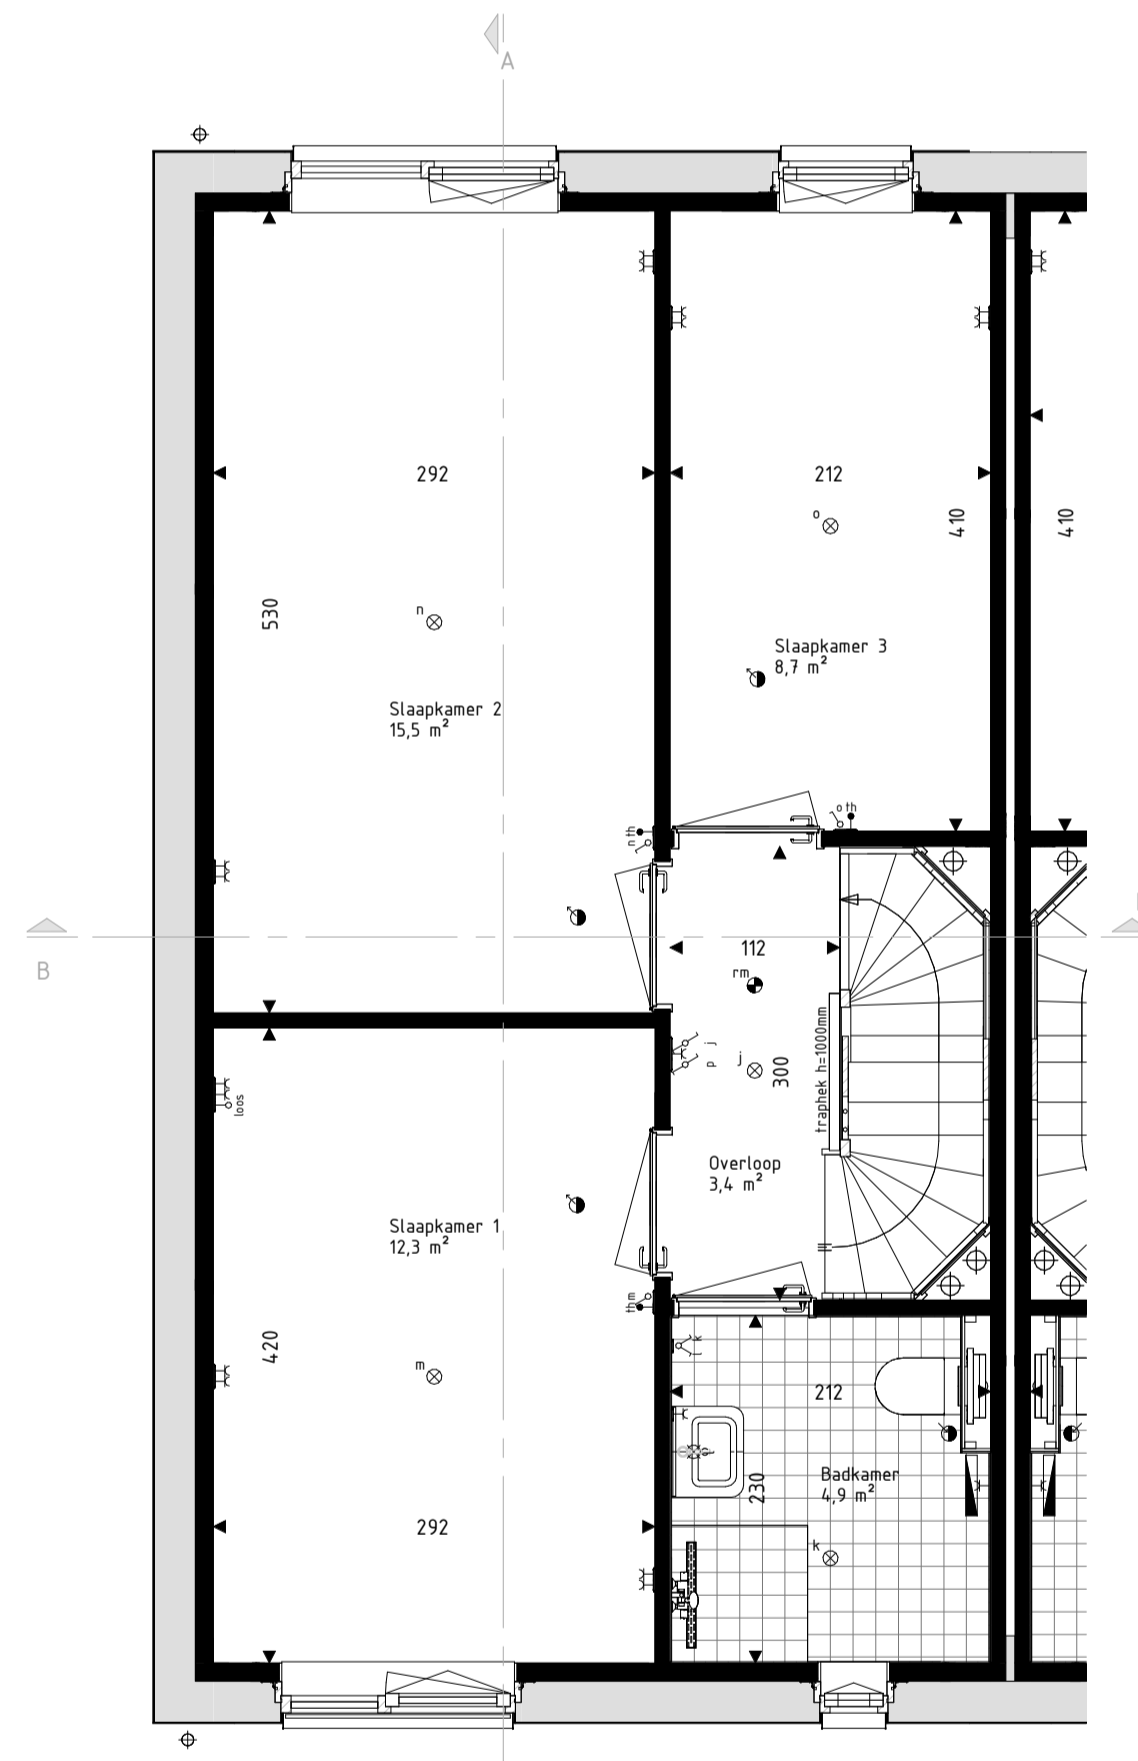 A
292
212
o
410
410
530
n
Slaapkamer 3
8,7 m²
Slaapkamer 2
15,5 m²
n th
o th
B
112
rm
p j
j
300
traphek h=1000mm
loos
Overloop
3,4 m²
Slaapkamer 1
12,3 m²
th m
k
420
m
212
230
Badkamer
4,9 m²
292
k